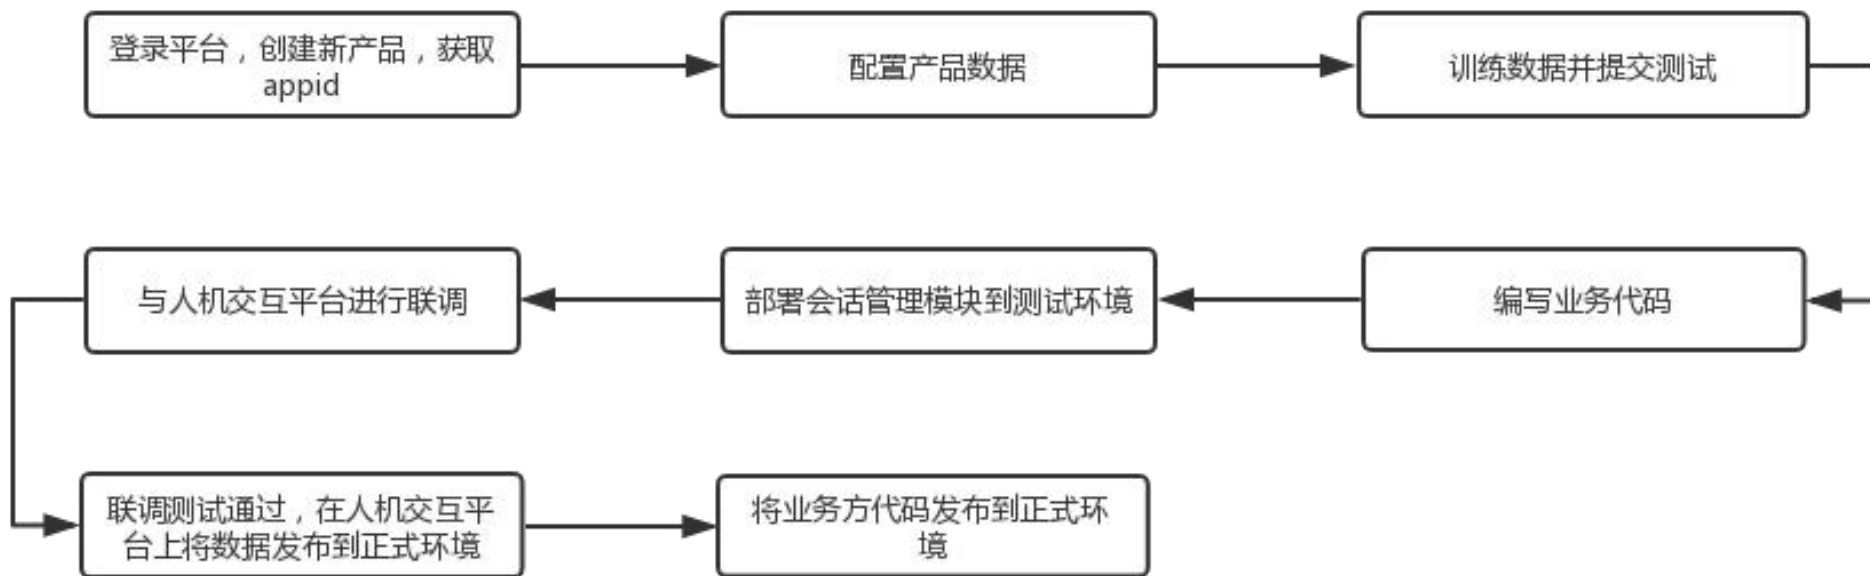 登录平台，创建新产品，获取
appid
配置产品数据
训练数据并提交测试
编写业务代码
部署会话管理模块到测试环境
与人机交互平台进行联调
联调测试通过，在人机交互平
台上将数据发布到正式环境
将业务方代码发布到正式环
境